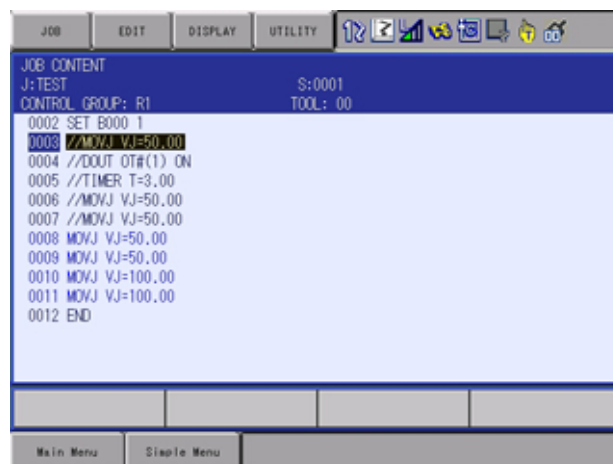 JOB EDIT DISPLAY UTILITY
JOB CONTENT
J:TEST S:0001
CONTROL GROUP: R1 TOOL: 00
0002 SET B000 1
0003 //MOVJ VJ=50.00
0004 //DOUT OT#(1) ON
0005 //TIMER T=3.00
0006 //MOVJ VJ=50.00
0007 //MOVJ VJ=50.00
0008 MOVJ VJ=50.00
0009 MOVJ VJ=50.00
0010 MOVJ VJ=100.00
0011 MOVJ VJ=100.00
0012 END
Main Menu Simple Menu